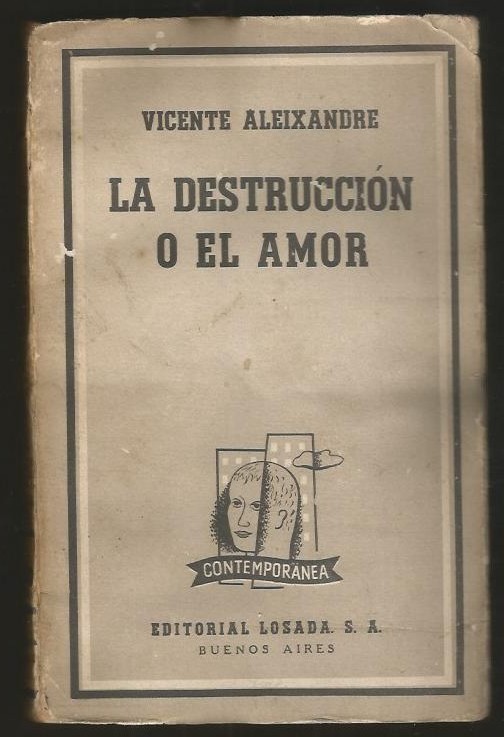 VICENTE ALEIXANDRE
LA DESTRUCCIÓN
O EL AMOR
CONTEMPORÁNEA
EDITORIAL LOSADA. S. A.
BUENOS AIRES